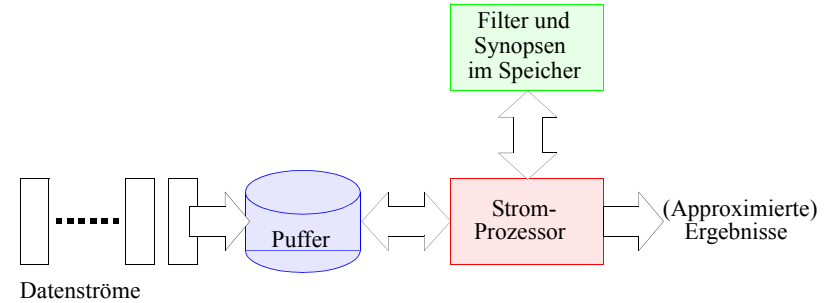 Filter und
Synopsen
im Speicher
Puffer
Strom-
Prozessor
(Approximierte)
Ergebnisse
Datenströme